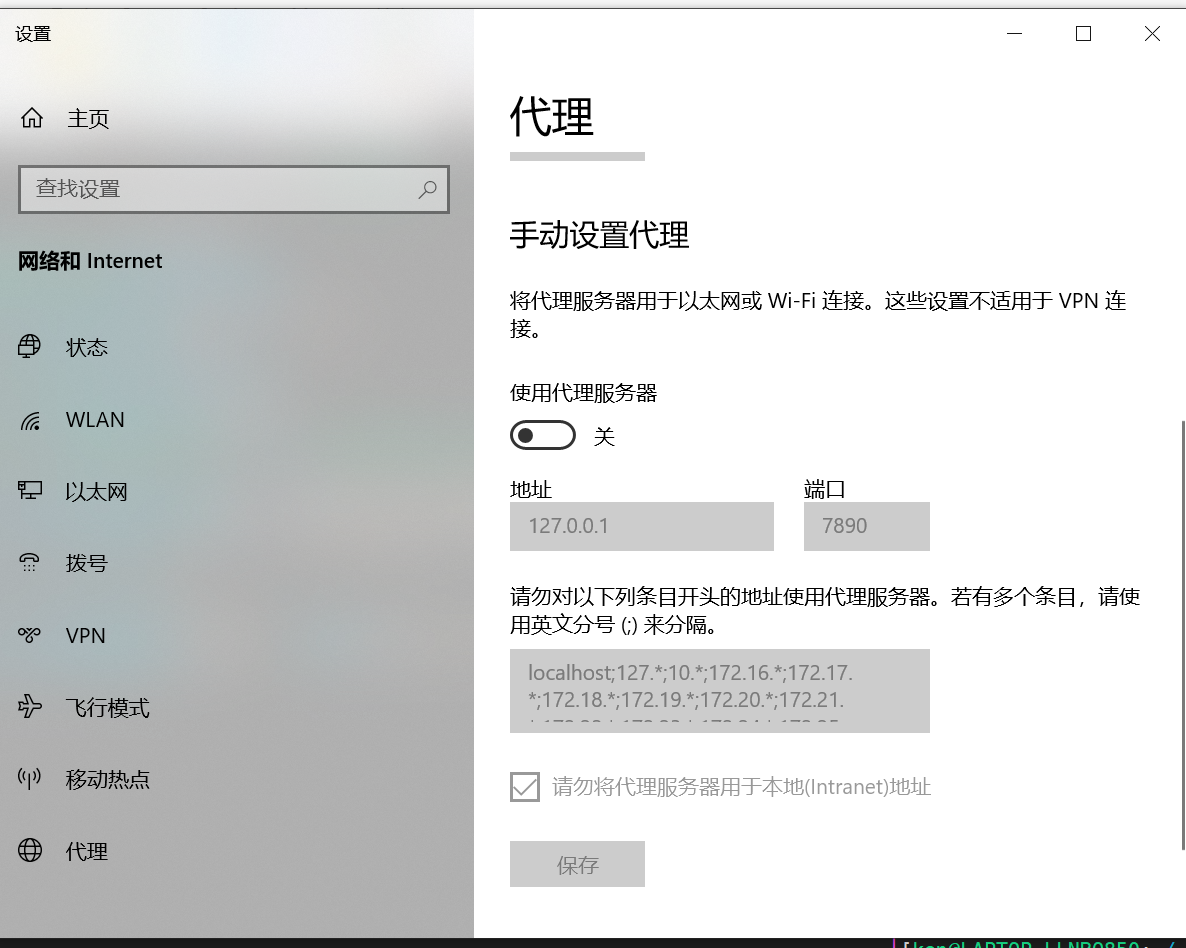 设置
主页
查找设置
网络和 Internet
状态
WLAN
以太网
拨号
VPN
飞行模式
移动热点
代理
代理
手动设置代理
将代理服务器用于以太网或 Wi-Fi 连接。这些设置不适用于 VPN 连
接。
使用代理服务器
关
地址
端口
127.0.0.1
7890
请勿对以下列条目开头的地址使用代理服务器。若有多个条目，请使
用英文分号 (;) 来分隔。
localhost;127.*;10.*;172.16.*;172.17.
*;172.18.*;172.19.*;172.20.*;172.21.
请勿将代理服务器用于本地(Intranet)地址
保存